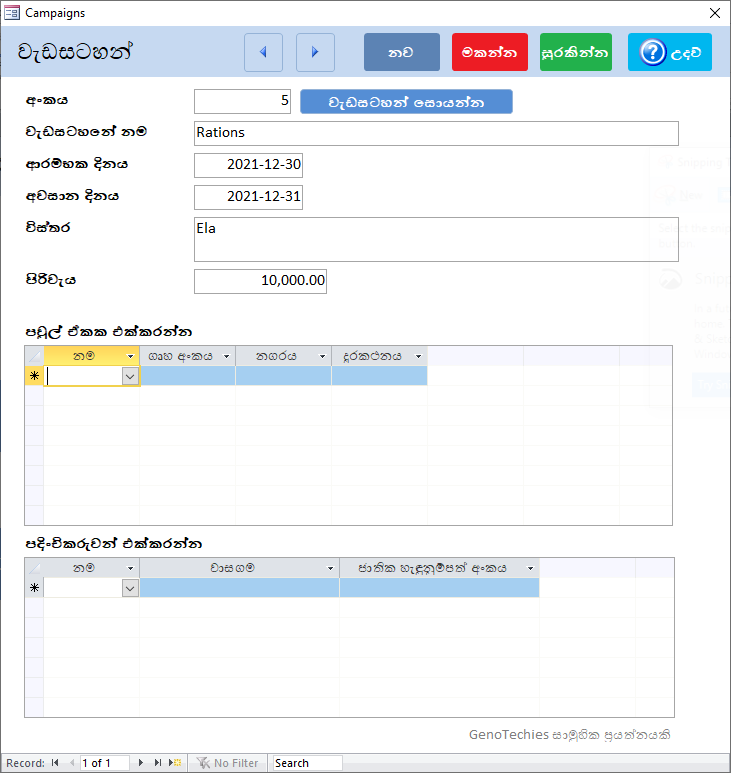 Campaigns
වැඩසටහන්
නව
මකන්න
සුරකින්න
උදව්
අංකය
5
වැඩසටහන් සොයන්න
වැඩසටහනේ නම
Rations
ආරම්භක දිනය
2021-12-30
අවසාන දිනය
2021-12-31
විස්තර
Ela
පිරිවැය
10,000.00
පවුල් ඒකක එක්කරන්න
නම ගෘහ අංකය නගරය දුරකථනය
පදිංචිකරුවන් එක්කරන්න
නම වාසගම ජාතික හැඳුනුම්පත් අංකය
GenoTechies සාමූහික ප්‍රයත්නයකි
Record: 1 of 1 No Filter Search